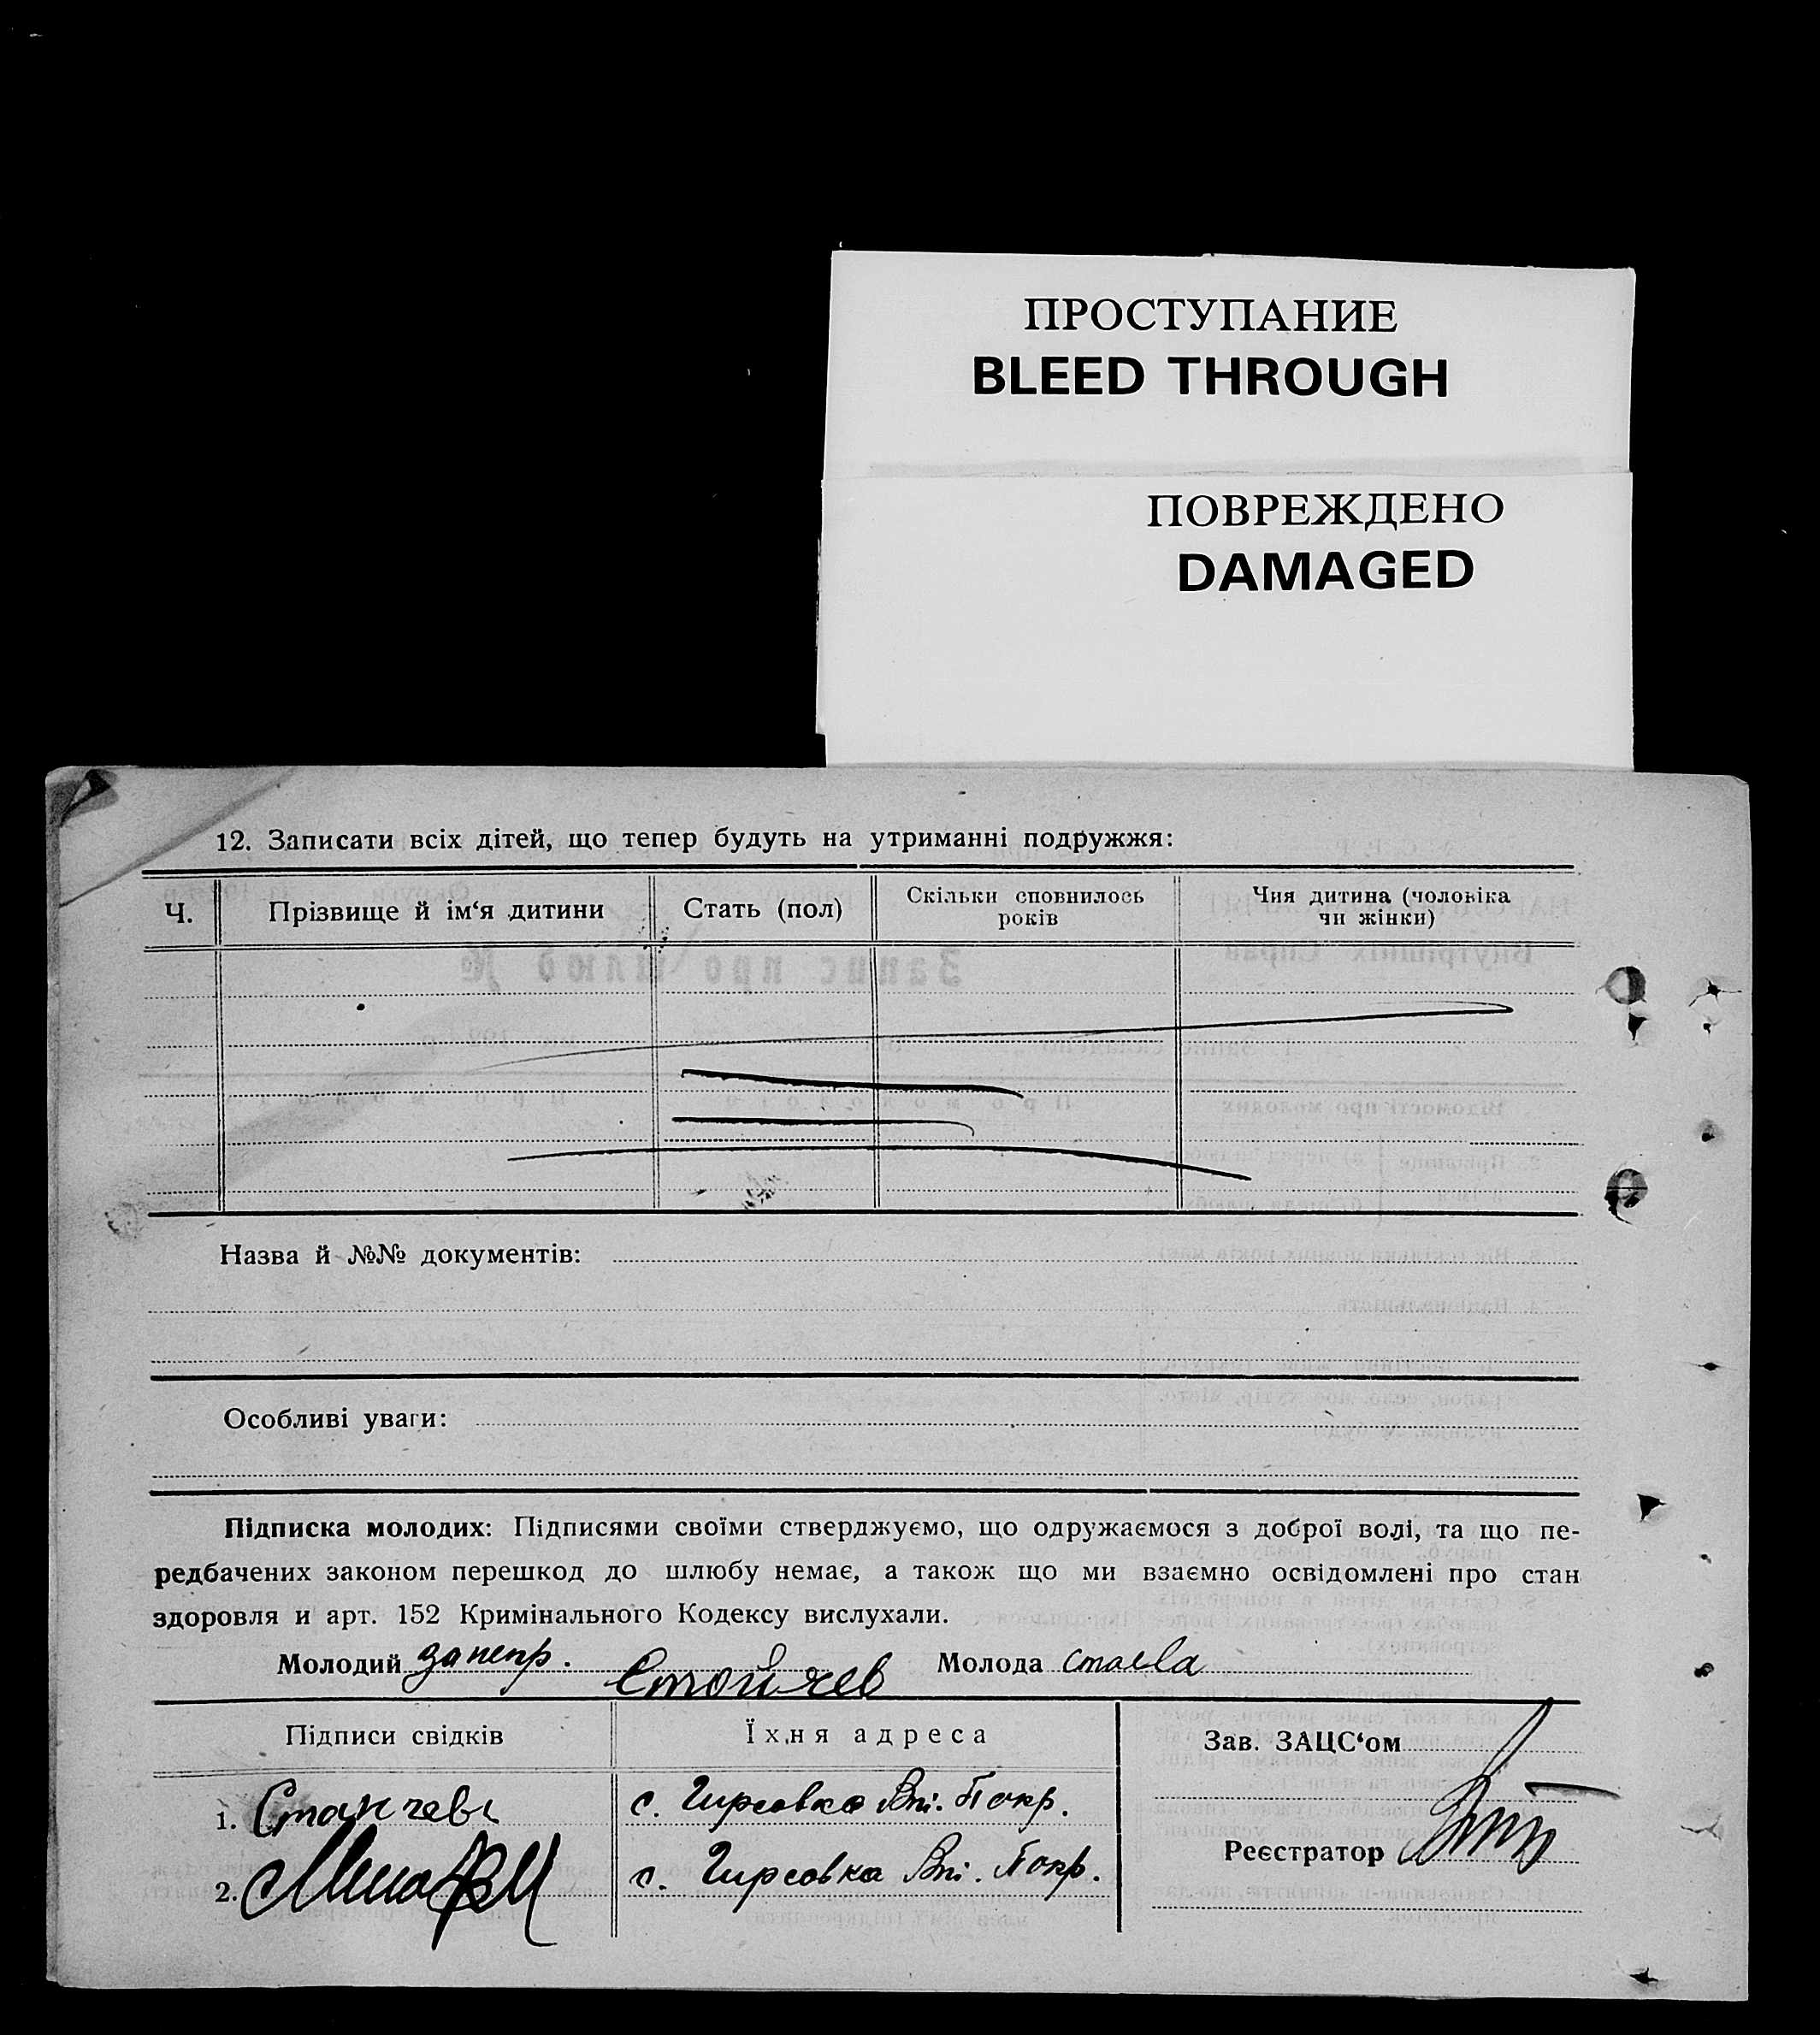 ПРОСТУПАНИЕ
BLEED THROUGH
ПОВРЕЖДЕНО
DAMAGED
12. Записати всіх дітей, що тепер будуть на утриманні подружжя:
Ч. Прізвище й ім‘я дитини Стать (пол) Скільки сповнилось років Чия дитина (чоловіка чи жінки)
Назва й №№ документів:
Особливі уваги:
Підписка молодих: Підписями своїми стверджуємо, що одружаємося з доброї волі, та що пе-
редбачених законом перешкод до шлюбу немає, а також що ми взаємно освідомлені про стан
здоровля и арт. 152 Кримінального Кодексу вислухали.
Молодий Стойчев Молода стаева
Підписи свідків Їхня адреса Зав. ЗАЦС‘ом
1. Станчевъ с. Гирсовка
Реєстратор
2. с. Гирсовка